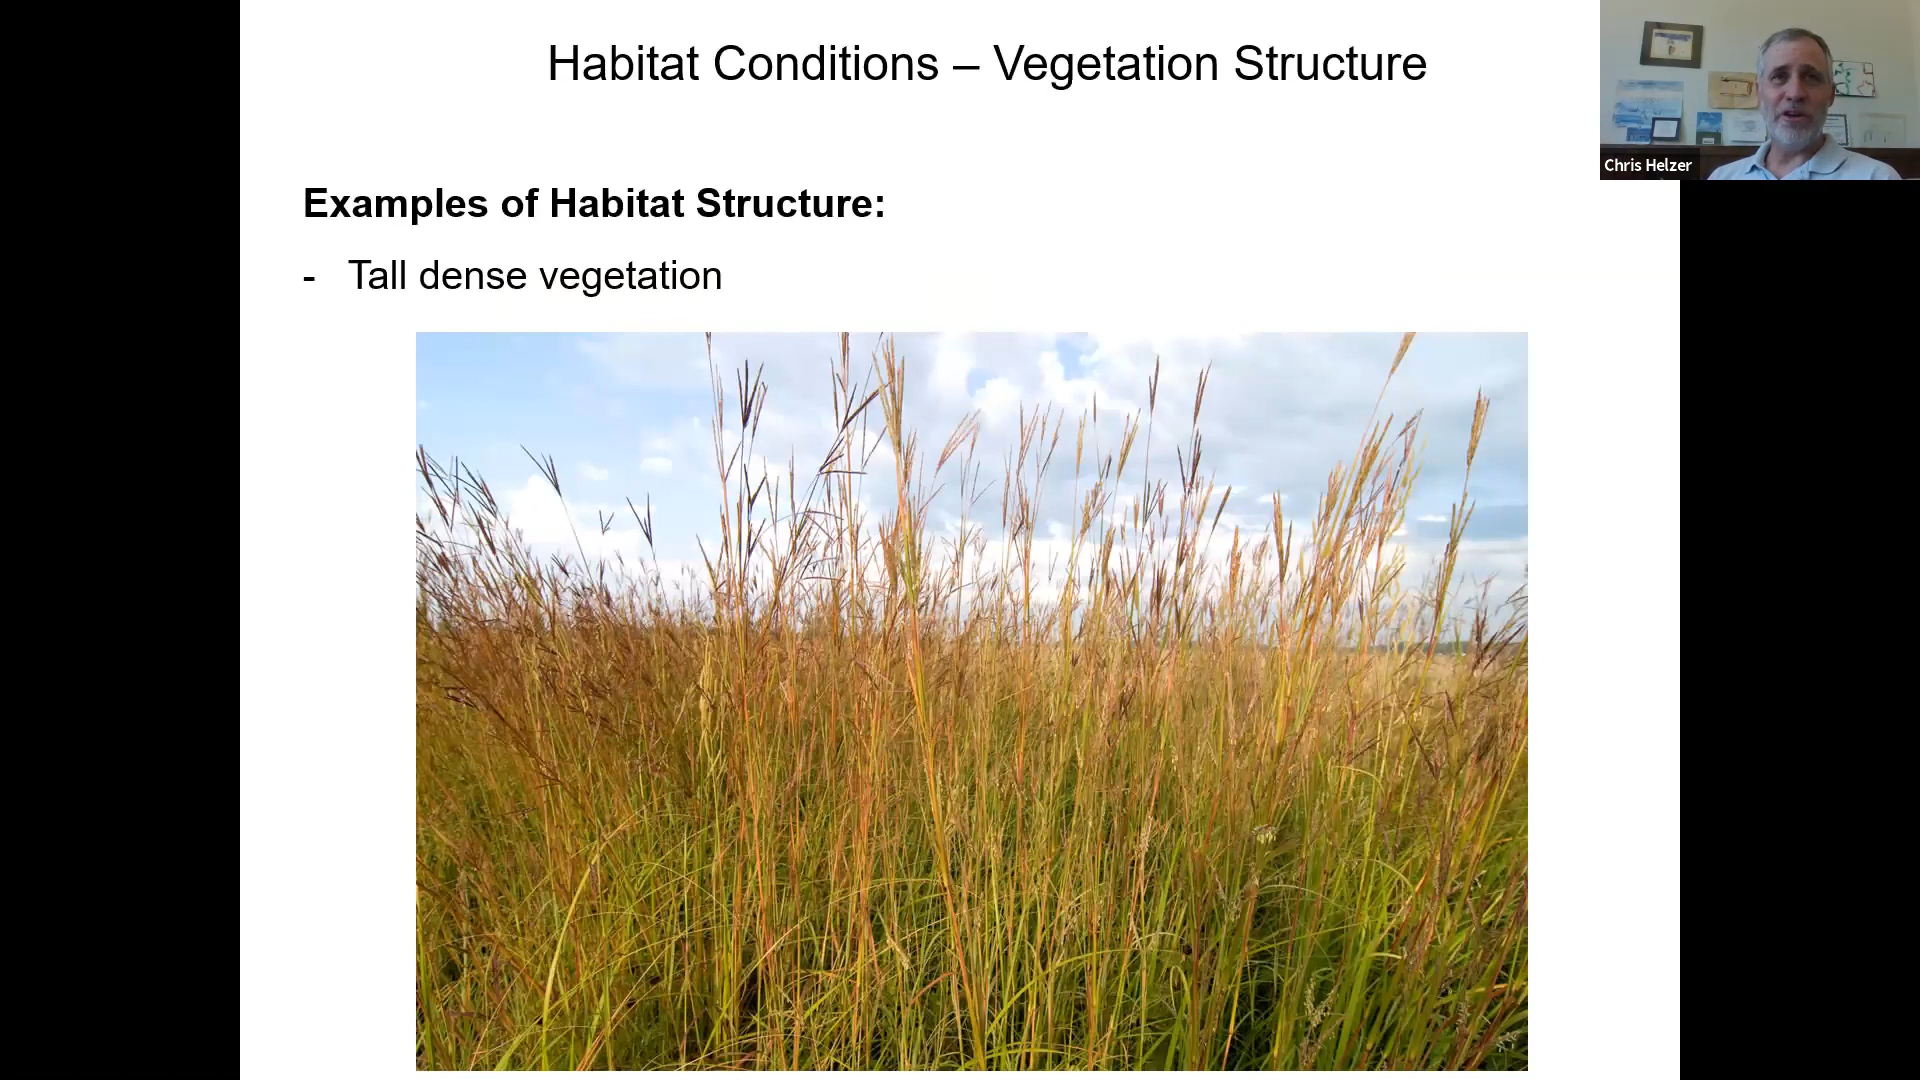 Habitat Conditions – Vegetation Structure
Chris Helzer
Examples of Habitat Structure:
- Tall dense vegetation